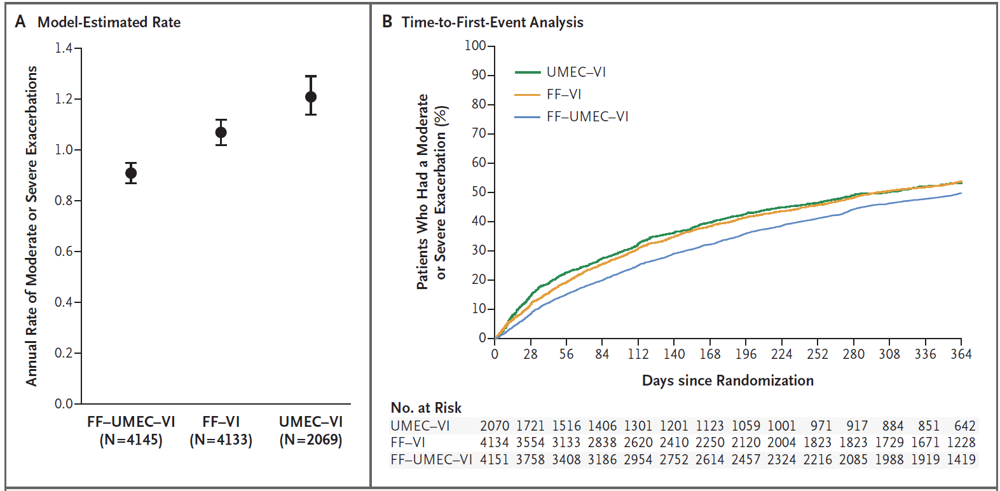 A Model-Estimated Rate
Annual Rate of Moderate or Severe Exacerbations
1.4
1.2
1.0
0.8
0.6
0.4
0.2
0.0
FF–UMEC–VI
(N=4145)
FF–VI
(N=4133)
UMEC–VI
(N=2069)
B Time-to-First-Event Analysis
Patients Who Had a Moderate
or Severe Exacerbation (%)
100
90
80
70
60
50
40
30
20
10
0
UMEC–VI
FF–VI
FF–UMEC–VI
0 28 56 84 112 140 168 196 224 252 280 308 336 364
Days since Randomization
No. at Risk
UMEC–VI 2070 1721 1516 1406 1301 1201 1123 1059 1001 971 917 884 851 642
FF–VI 4134 3554 3133 2838 2620 2410 2250 2120 2004 1823 1823 1729 1671 1228
FF–UMEC–VI 4151 3758 3408 3186 2954 2752 2614 2457 2324 2216 2085 1988 1919 1419